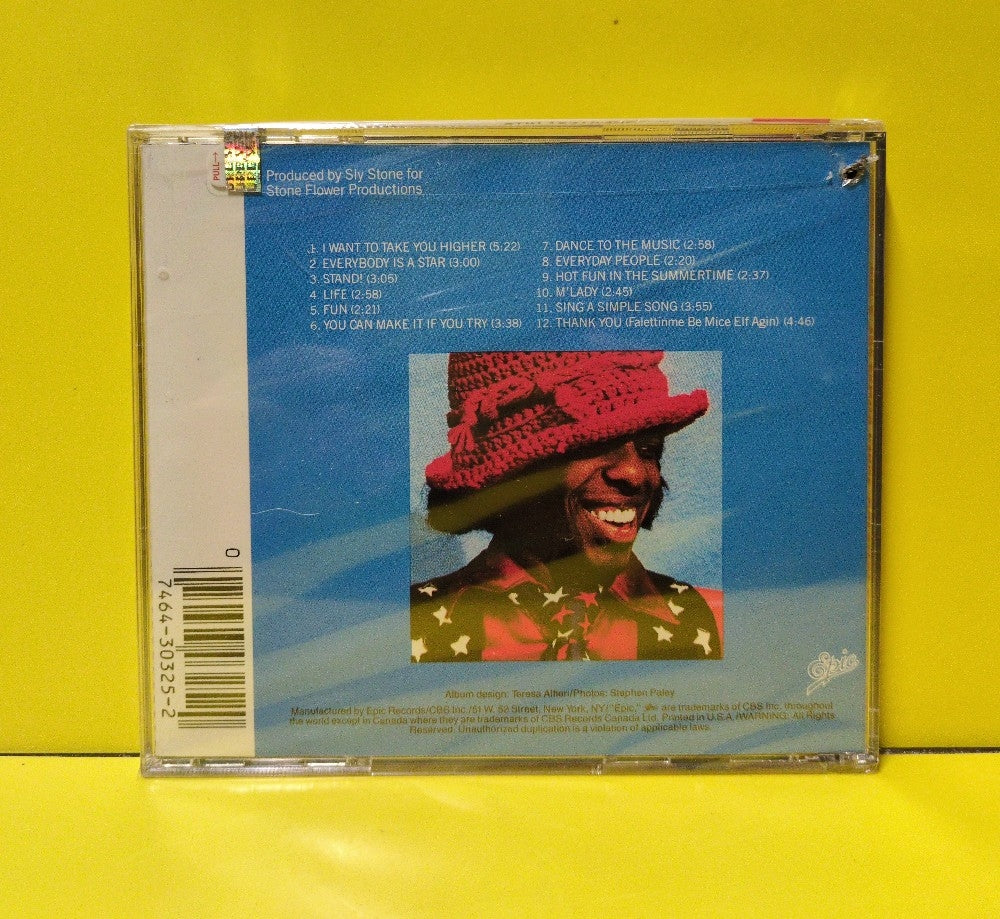 PULL→
Produced by Sly Stone for
Stone Flower Productions
1. I WANT TO TAKE YOU HIGHER (5:22)
2. EVERYBODY IS A STAR (3:00)
3. STAND! (3:05)
4. LIFE (2:58)
5. FUN (2:21)
6. YOU CAN MAKE IT IF YOU TRY (3:38)
7. DANCE TO THE MUSIC (2:58)
8. EVERYDAY PEOPLE (2:20)
9. HOT FUN IN THE SUMMERTIME (2:37)
10. M'LADY (2:45)
11. SING A SIMPLE SONG (3:55)
12. THANK YOU (Falettinme Be Mice Elf Agin) (4:46)
0
7464-30325-2
Epic
Album design: Teresa Alfieri/Photos: Stephen Paley
Manufactured by Epic Records/CBS Inc./51 W. 52 Street, New York, NY/"Epic," are trademarks of CBS Inc. throughout
the world except in Canada where they are trademarks of CBS Records Canada Ltd. Printed in U.S.A./WARNING: All Rights
Reserved. Unauthorized duplication is a violation of applicable laws.